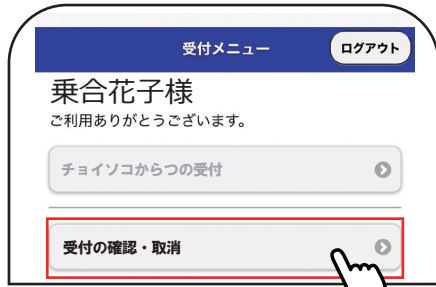 受付メニュー
ログアウト
乗合花子様
ご利用ありがとうございます。
チョイソコからつの受付
受付の確認・取消